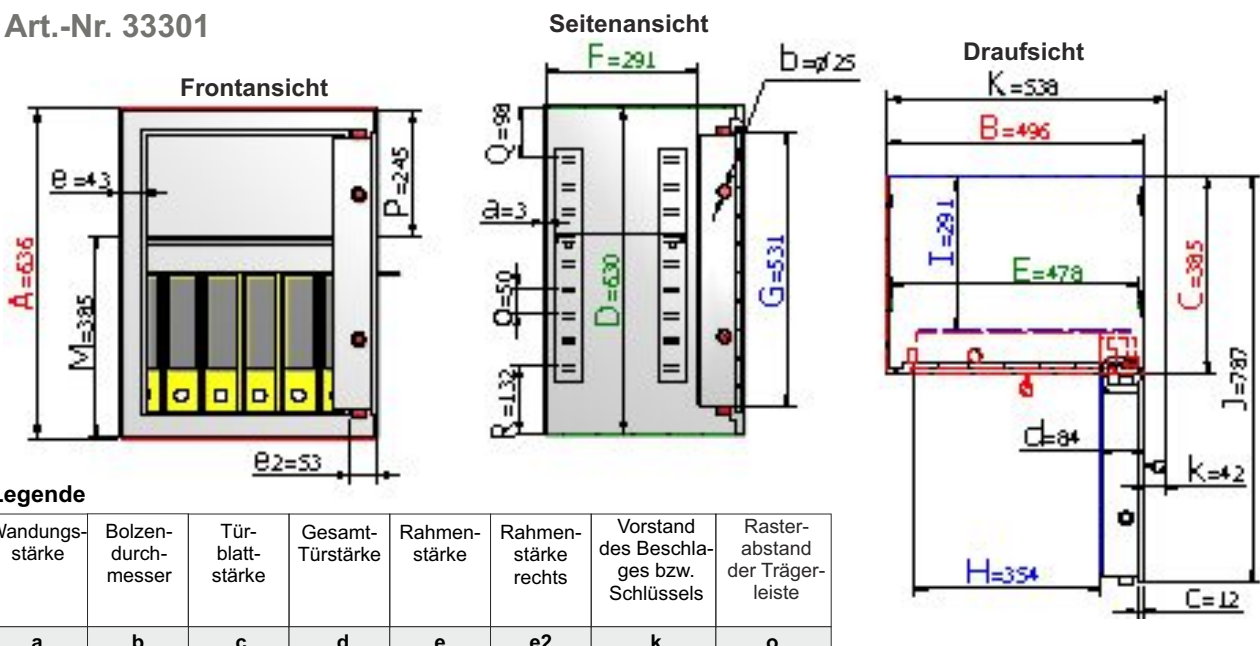 Art.-Nr. 33301
Frontansicht
Seitenansicht
Draufsicht
A=636
e=43
M=385
P=245
e2=53
F=291
b=ø25
Q=98
a=3
O=50
R=132
D=630
G=531
K=538
B=496
I=291
E=478
C=385
J=787
d=84
k=42
H=354
C=12
Legende
Wandungs-
stärke
Bolzen-
durch-
messer
Tür-
blatt-
stärke
Gesamt-
Türstärke
Rahmen-
stärke
Rahmen-
stärke
rechts
Vorstand
des Beschla-
ges bzw.
Schlüssels
Raster-
abstand
der Träger-
leiste
a b c d e e2 k o